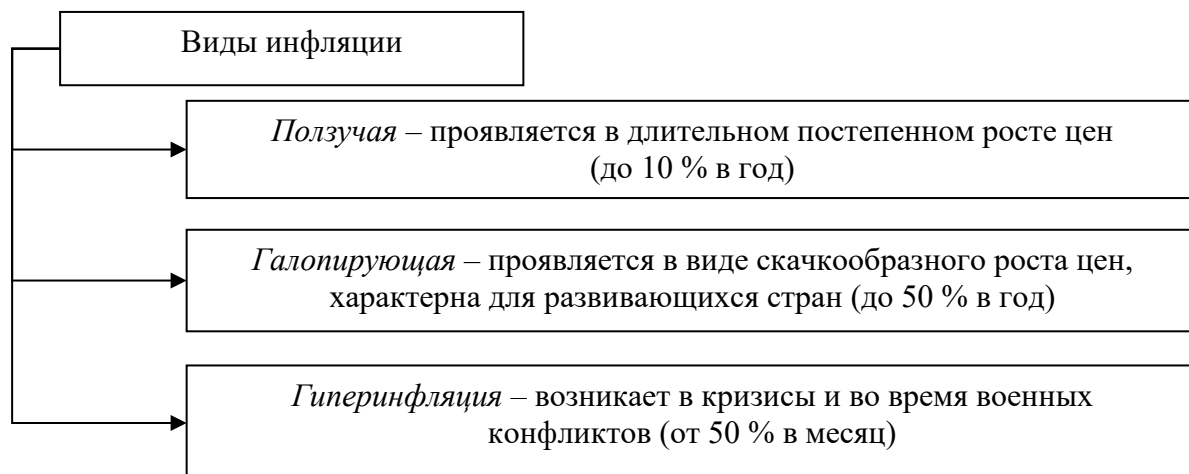 Виды инфляции
Ползучая – проявляется в длительном постепенном росте цен
(до 10 % в год)
Галопирующая – проявляется в виде скачкообразного роста цен,
характерна для развивающихся стран (до 50 % в год)
Гиперинфляция – возникает в кризисы и во время военных
конфликтов (от 50 % в месяц)